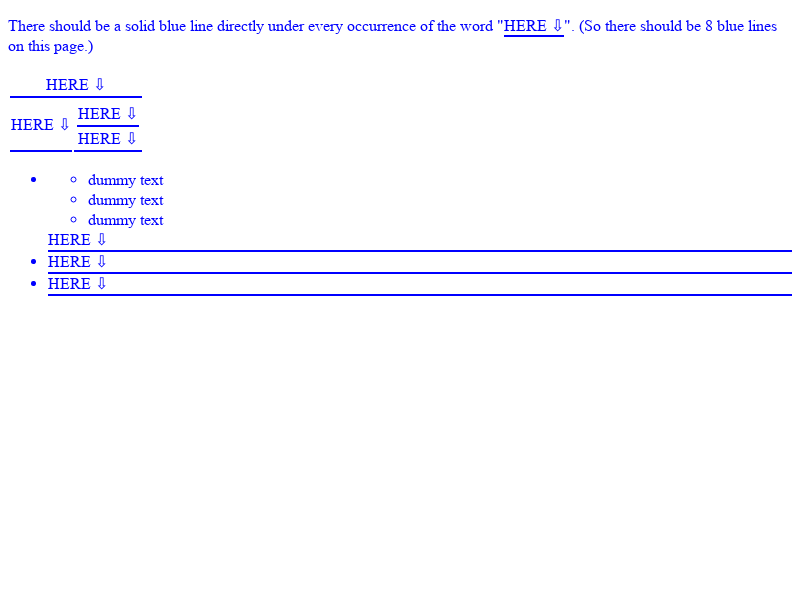 There should be a solid blue line directly under every occurrence of the word "HERE ⇩". (So there should be 8 blue lines
on this page.)
HERE ⇩
HERE ⇩
HERE ⇩
HERE ⇩
dummy text
dummy text
dummy text
HERE ⇩
HERE ⇩
HERE ⇩